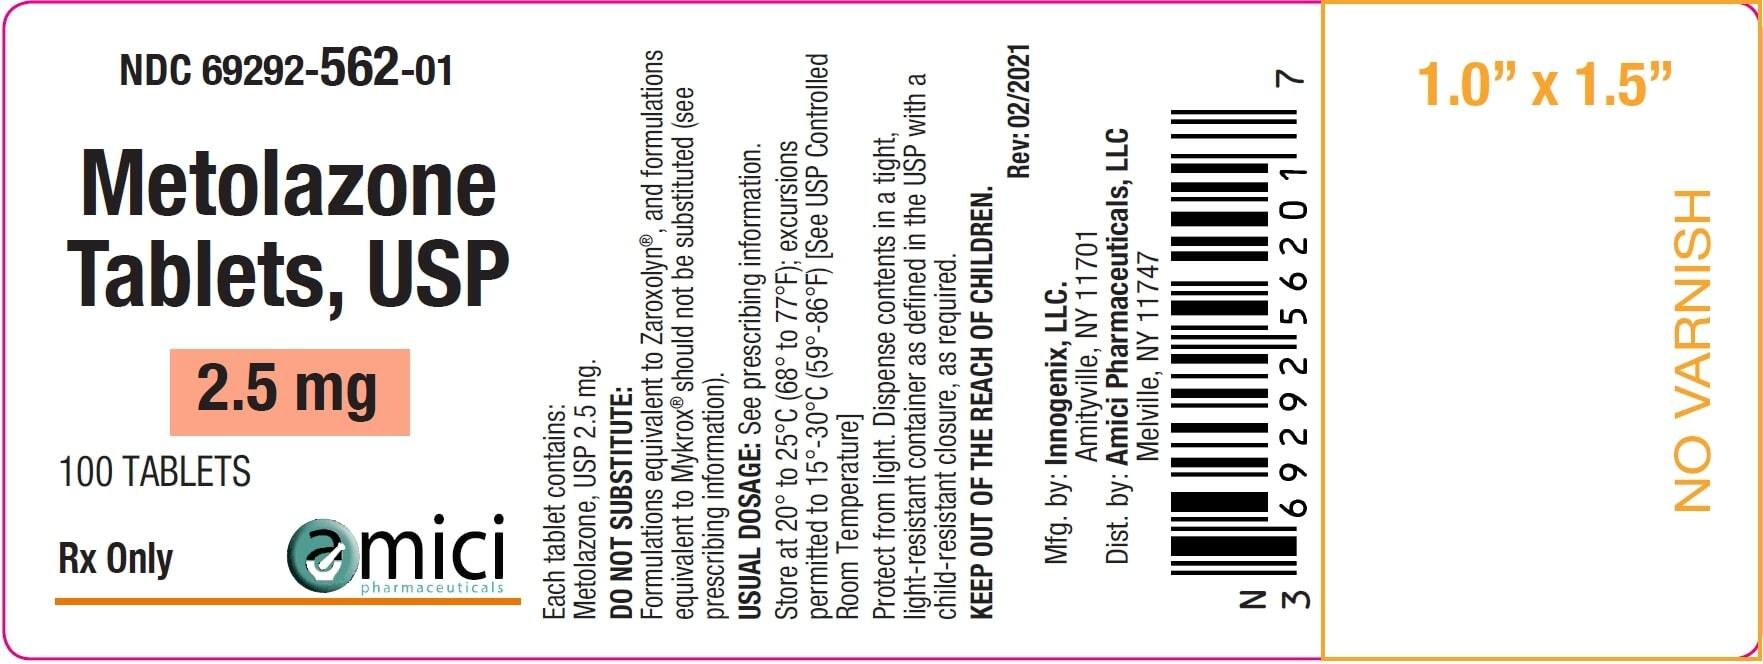 NDC 69292-562-01
Metolazone
Tablets, USP
2.5 mg
100 TABLETS
Rx Only
amici
pharmaceuticals
Each tablet contains:
Metolazone, USP 2.5 mg.
DO NOT SUBSTITUTE:
Formulations equivalent to Zaroxolyn®, and formulations
equivalent to Mykrox® should not be substituted (see
prescribing information).
USUAL DOSAGE: See prescribing information.
Store at 20° to 25°C (68° to 77°F); excursions
permitted to 15°-30°C (59°-86°F) [See USP Controlled
Room Temperature]
Protect from light. Dispense contents in a tight,
light-resistant container as defined in the USP with a
child-resistant closure, as required.
KEEP OUT OF THE REACH OF CHILDREN.
Rev: 02/2021
Mfg. by: Innogenix, LLC.
Amityville, NY 11701
Dist. by: Amici Pharmaceuticals, LLC
Melville, NY 11747
N
3 69292 56201 7
1.0” x 1.5”
NO VARNISH